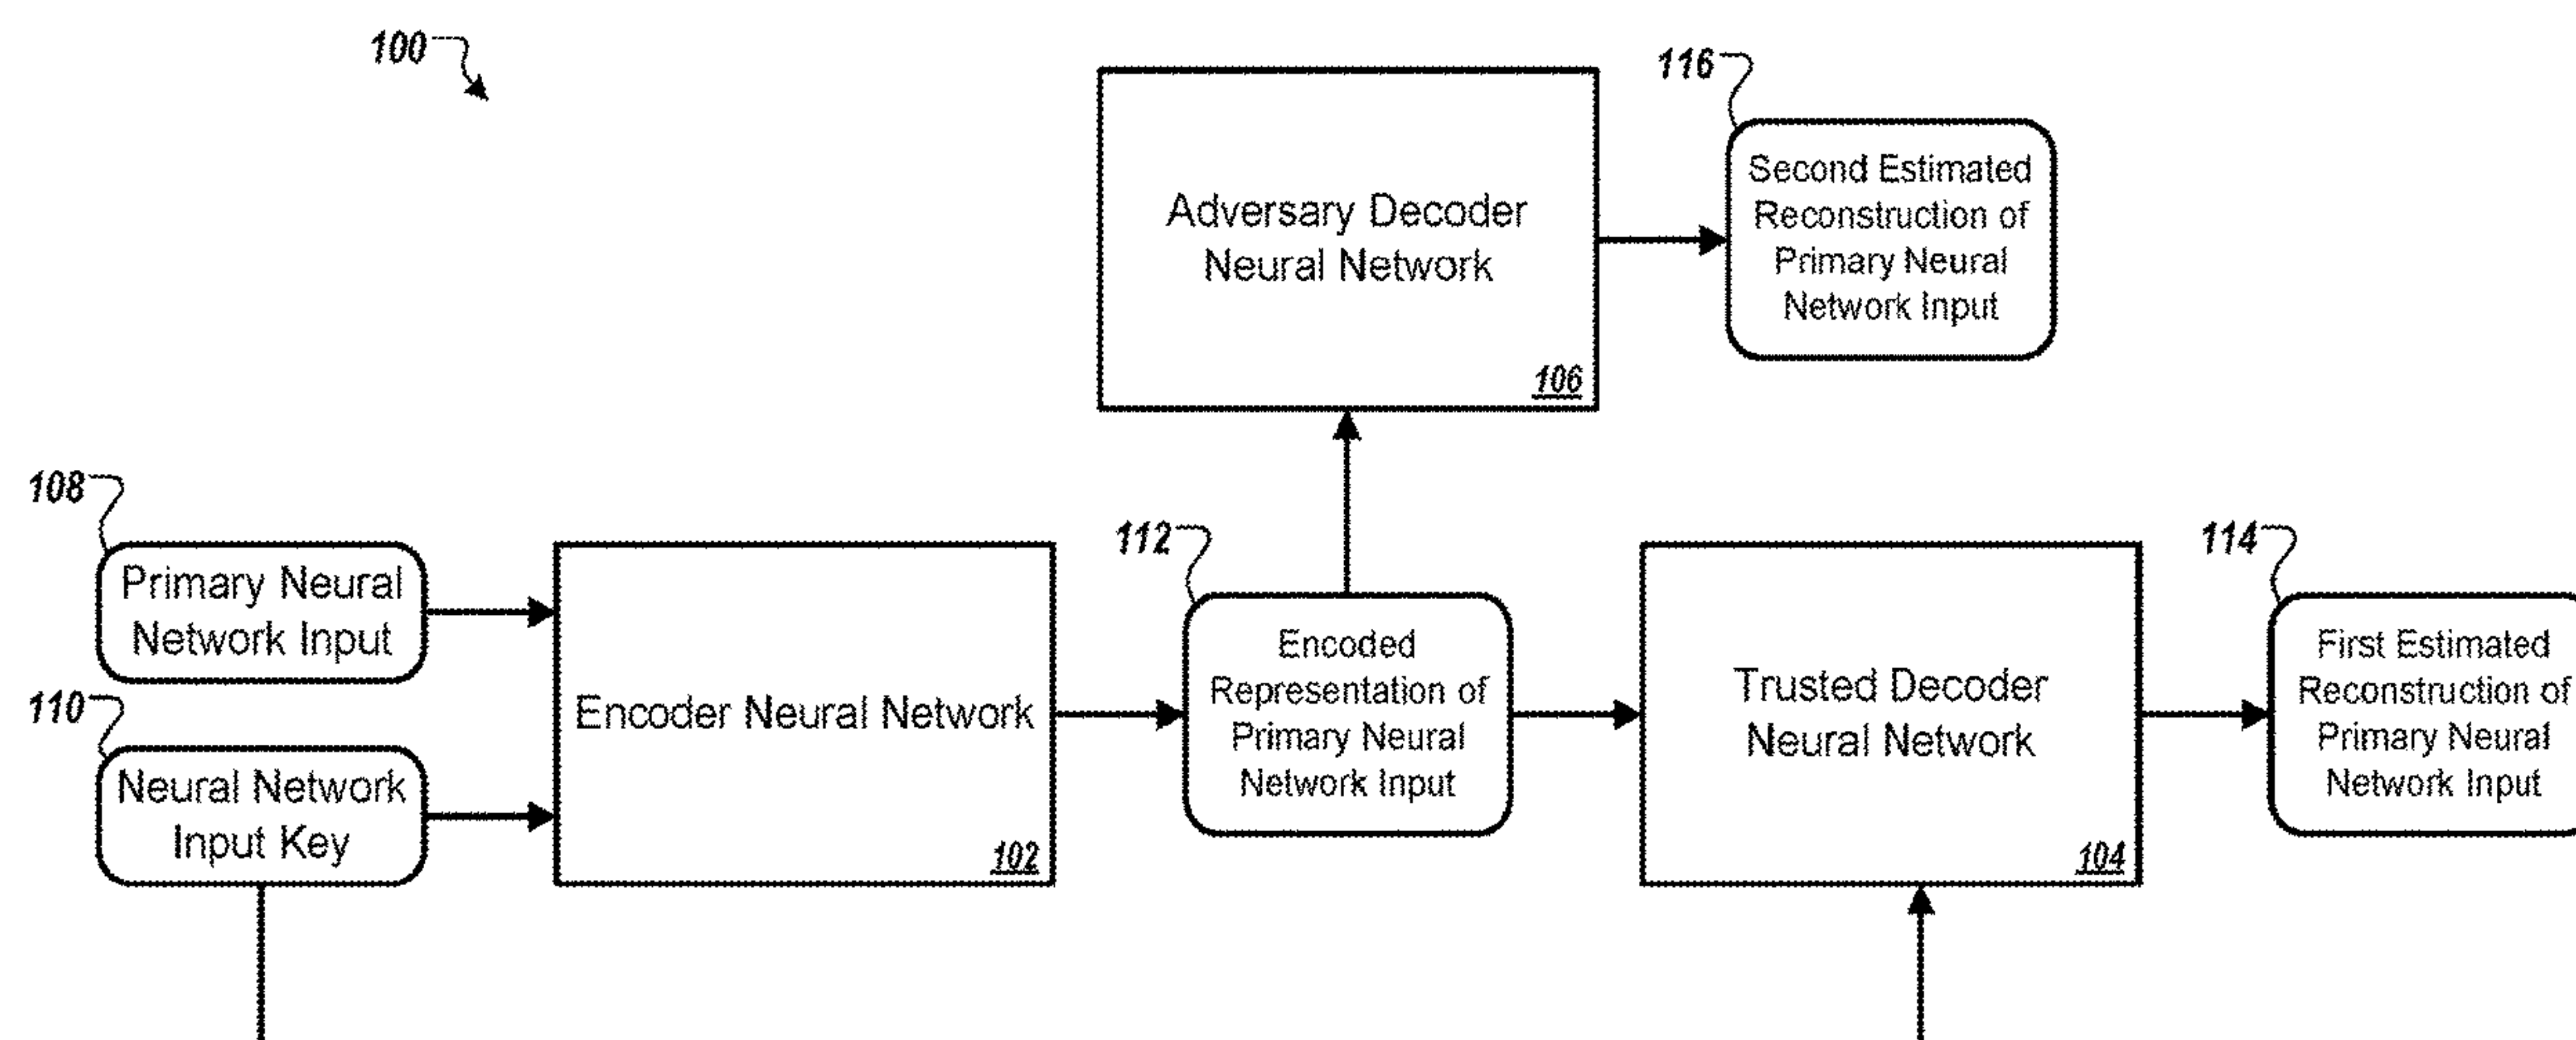 100
116
Adversary Decoder
Neural Network
106
Second Estimated
Reconstruction of
Primary Neural
Network Input
108
Primary Neural
Network Input
110
Neural Network
Input Key
Encoder Neural Network
102
112
Encoded
Representation of
Primary Neural
Network Input
Trusted Decoder
Neural Network
104
114
First Estimated
Reconstruction of
Primary Neural
Network Input